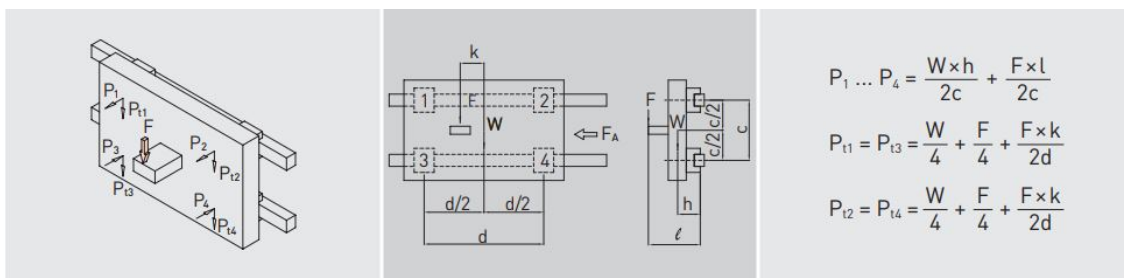 P₁
Pt1
F
P₃
Pt3
P₂
Pt2
P₄
Pt4
k
1
F
2
W
3
4
d/2
d/2
d
F_A
F
W
c/2
c/2
c
h
ℓ
P₁ ... P₄ = W×h/2c + F×l/2c
Pt1 = Pt3 = W/4 + F/4 + F×k/2d
Pt2 = Pt4 = W/4 + F/4 + F×k/2d